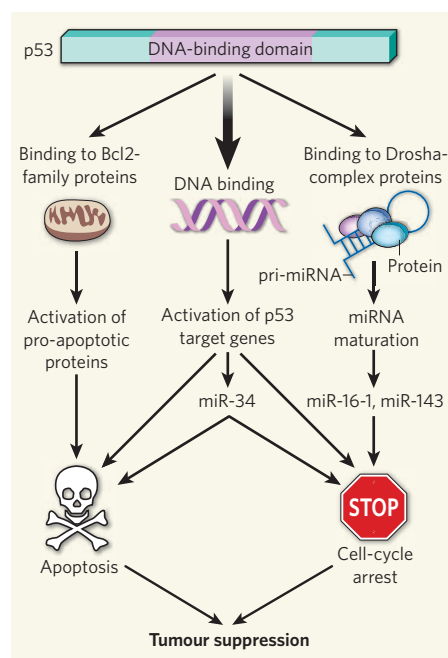 p53
DNA-binding domain
Binding to Bcl2-
family proteins
DNA binding
Binding to Drosha-
complex proteins
pri-miRNA
Protein
Activation of
pro-apoptotic
proteins
Activation of p53
target genes
miRNA
maturation
miR-34
miR-16-1, miR-143
STOP
Apoptosis
Cell-cycle
arrest
Tumour suppression